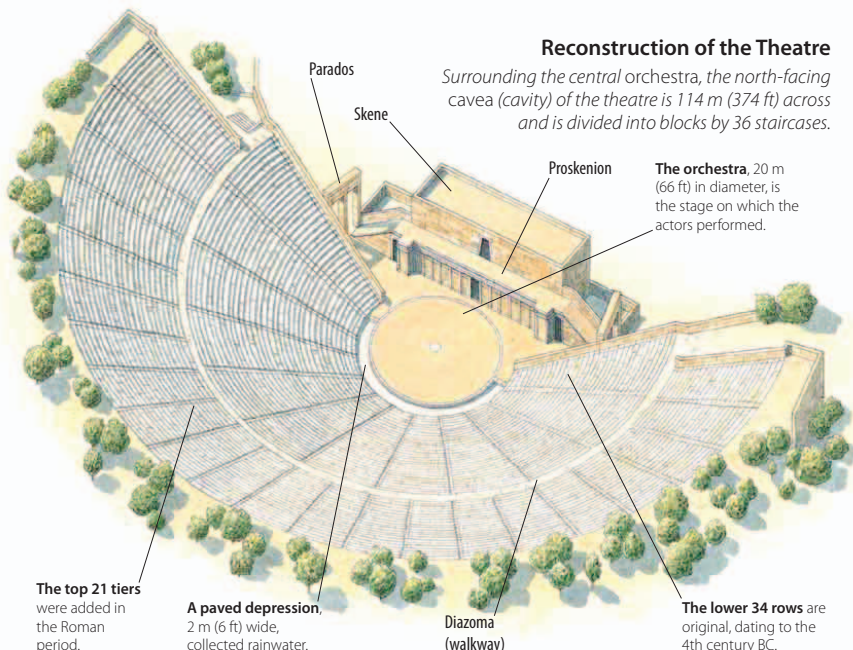 Reconstruction of the Theatre
Surrounding the central orchestra, the north-facing
cavea (cavity) of the theatre is 114 m (374 ft) across
and is divided into blocks by 36 staircases.
Parados
Skene
Proskenion
The orchestra, 20 m
(66 ft) in diameter, is
the stage on which the
actors performed.
The top 21 tiers
were added in
the Roman
period.
A paved depression,
2 m (6 ft) wide,
collected rainwater.
Diazoma
(walkway)
The lower 34 rows are
original, dating to the
4th century BC.